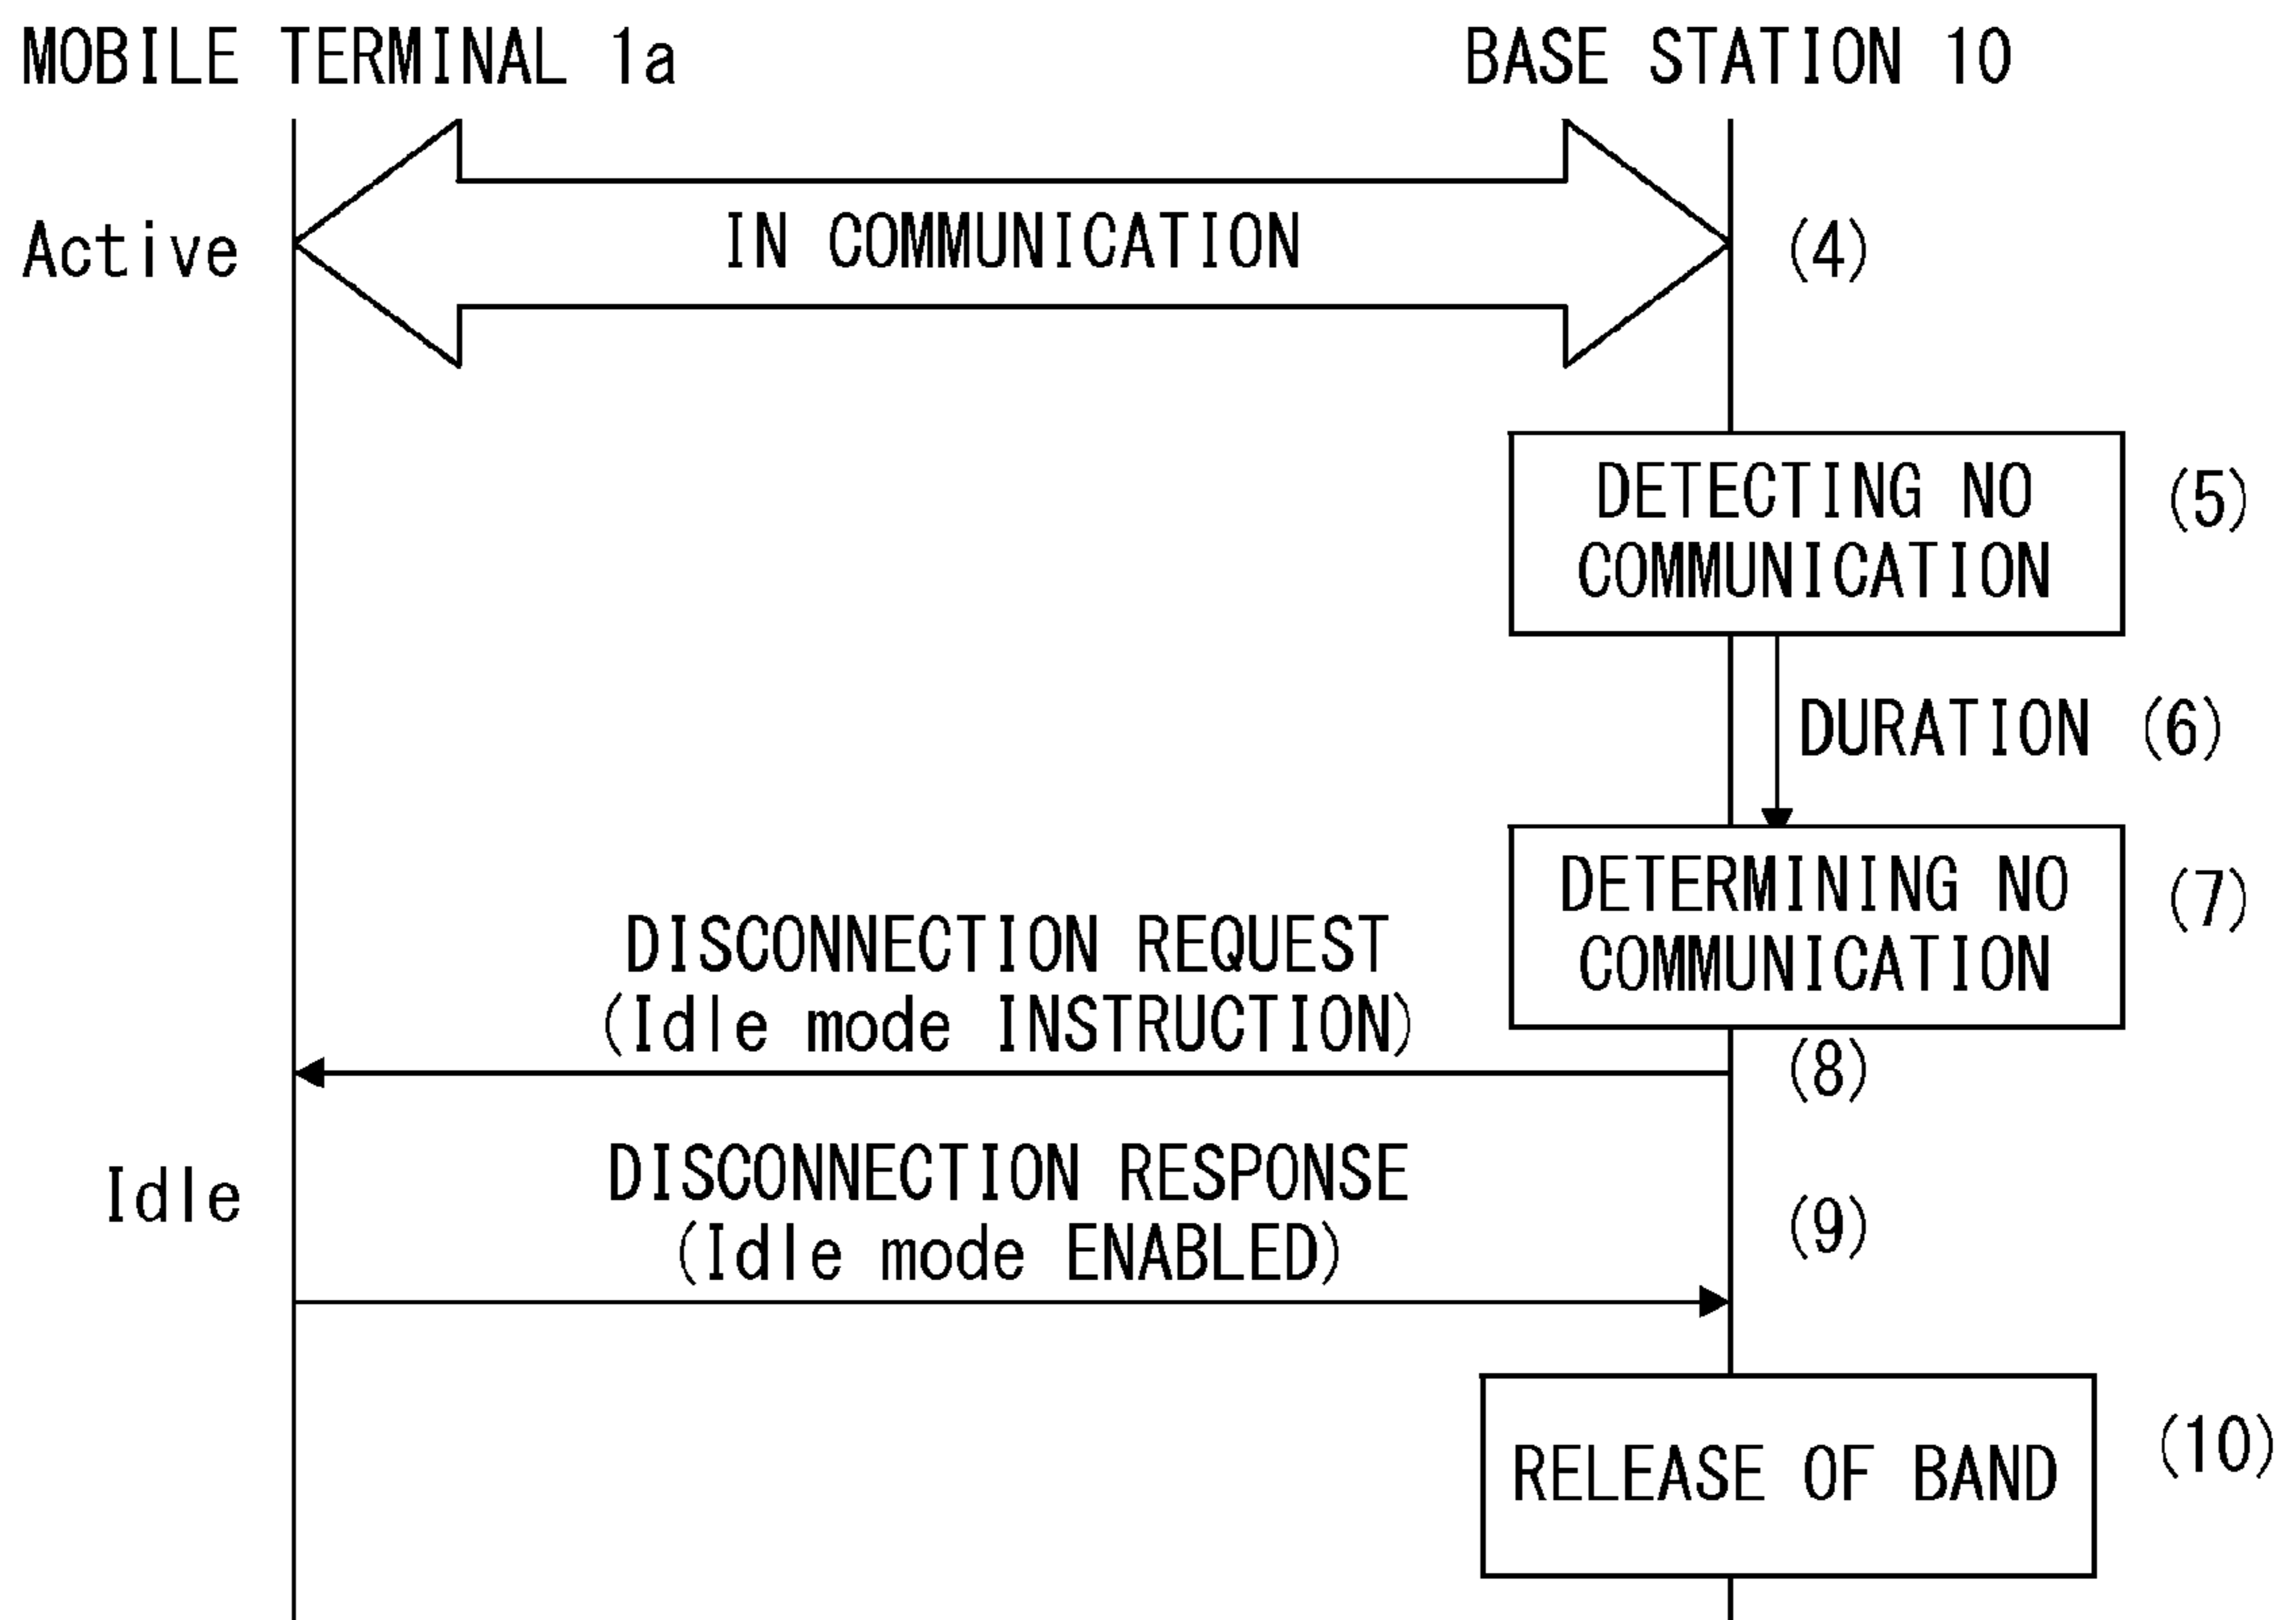 MOBILE TERMINAL 1a
BASE STATION 10
Active
IN COMMUNICATION
(4)
DETECTING NO
COMMUNICATION
(5)
DURATION (6)
DETERMINING NO
COMMUNICATION
(7)
DISCONNECTION REQUEST
(Idle mode INSTRUCTION)
(8)
Idle
DISCONNECTION RESPONSE
(Idle mode ENABLED)
(9)
RELEASE OF BAND
(10)